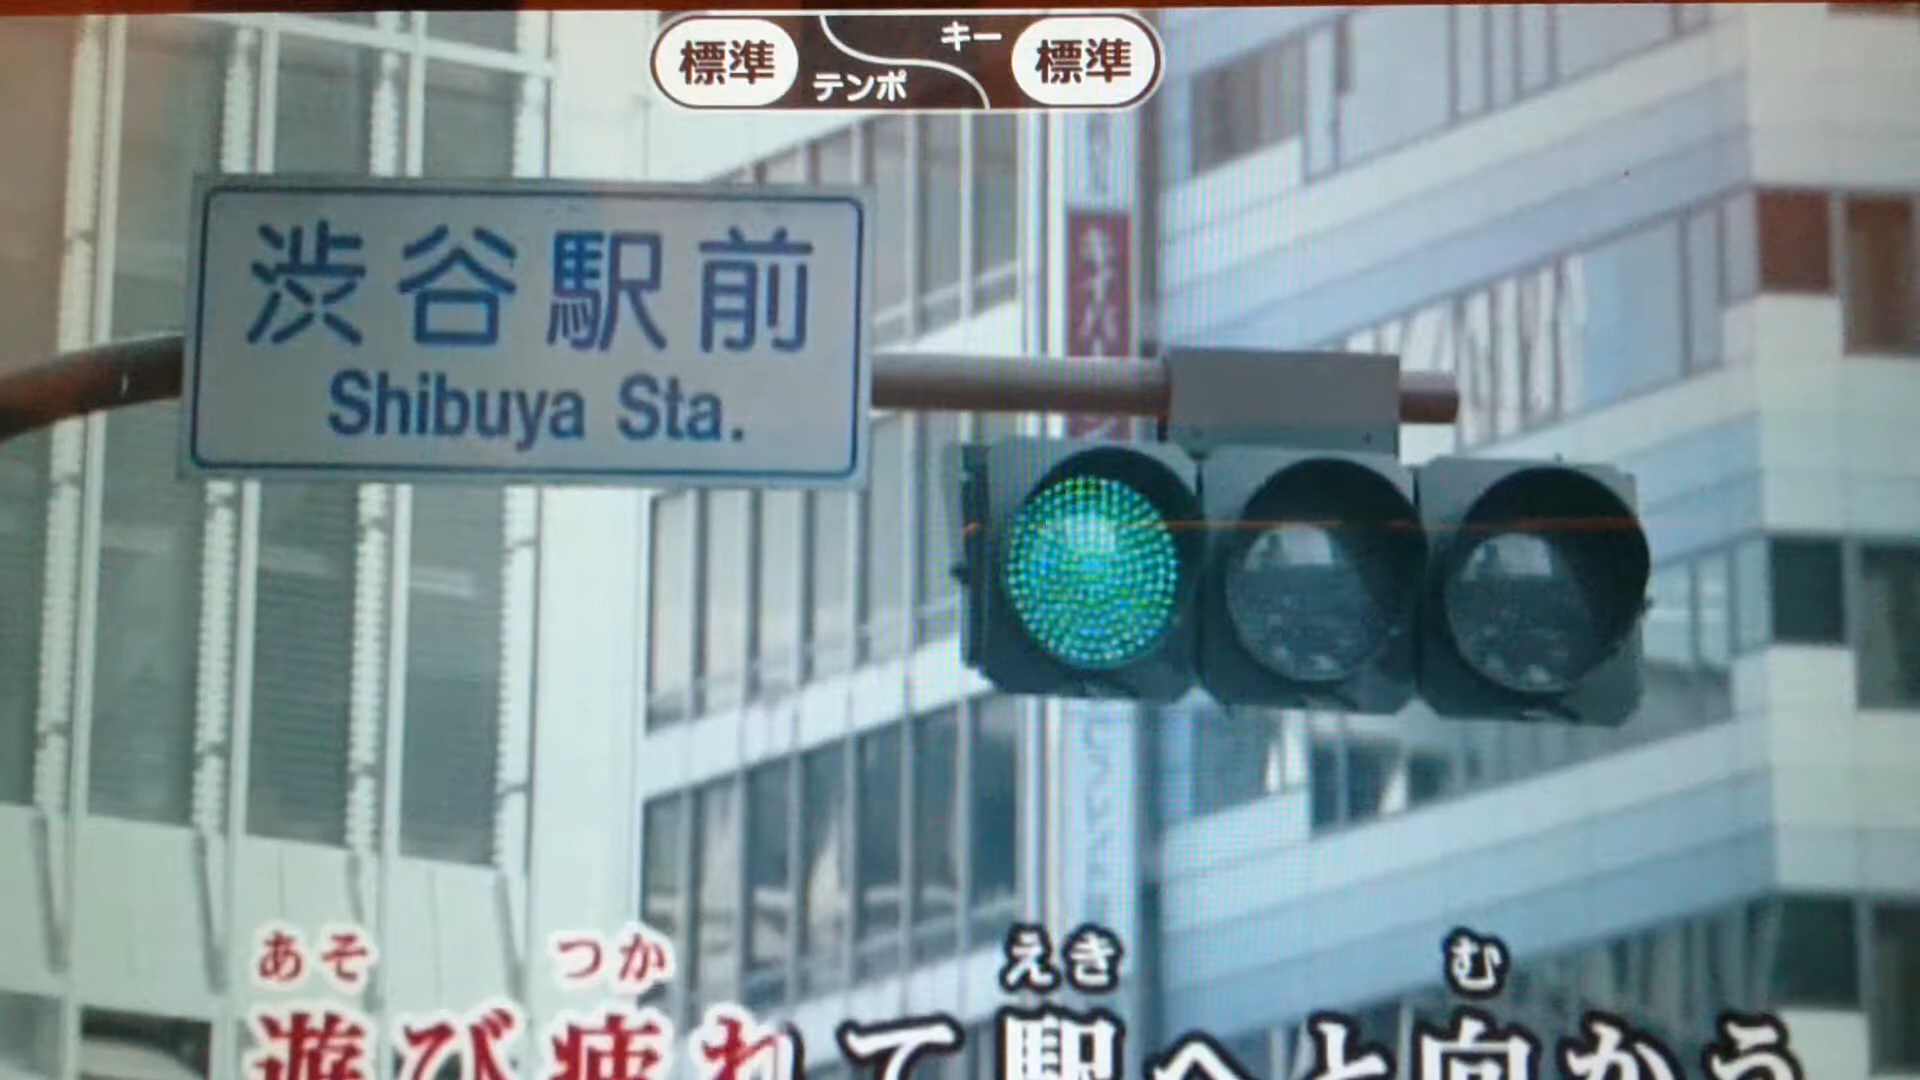 標準 テンポ キー 標準
渋谷駅前
Shibuya Sta.
あそ つか えき む
遊び疲れて駅へと向かう